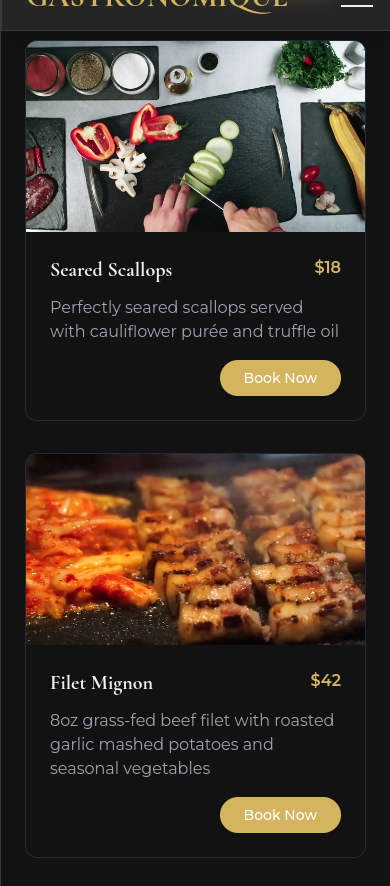 GASTRONOMIQUE
Seared Scallops
$18
Perfectly seared scallops served
with cauliflower purée and truffle oil
Book Now
Filet Mignon
$42
8oz grass-fed beef filet with roasted
garlic mashed potatoes and
seasonal vegetables
Book Now